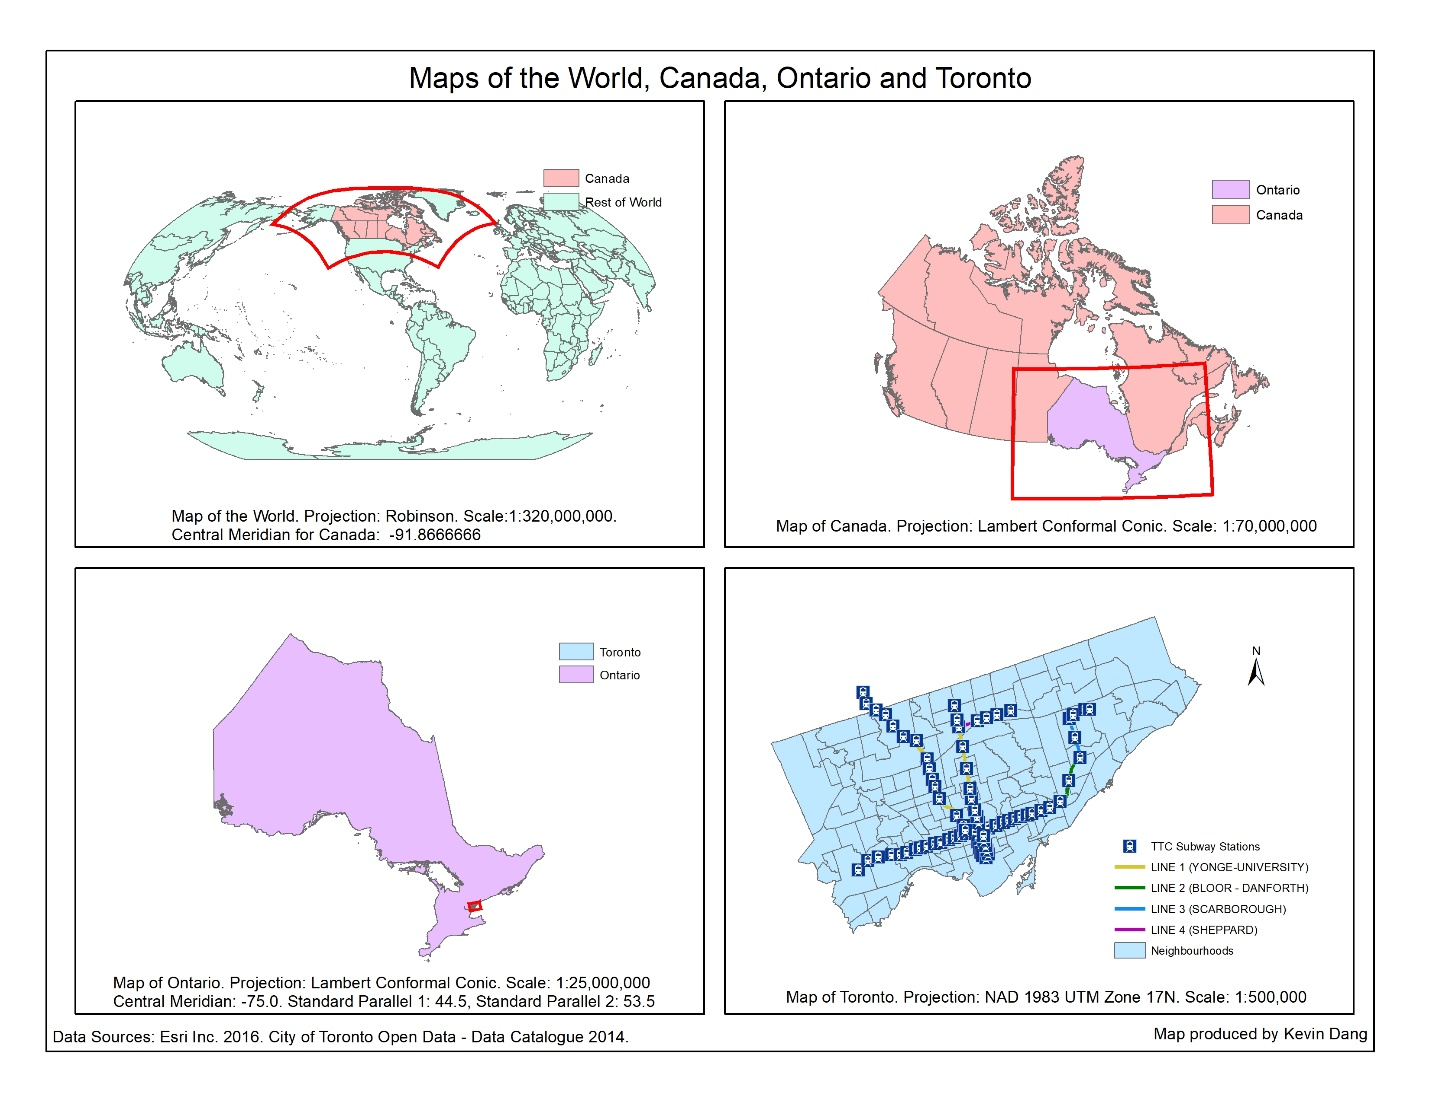 Maps of the World, Canada, Ontario and Toronto
Canada
Rest of World
Map of the World. Projection: Robinson. Scale:1:320,000,000.
Central Meridian for Canada:  -91.8666666
Ontario
Canada
Map of Canada. Projection: Lambert Conformal Conic. Scale: 1:70,000,000
Toronto
Ontario
Map of Ontario. Projection: Lambert Conformal Conic. Scale: 1:25,000,000
Central Meridian: -75.0. Standard Parallel 1: 44.5, Standard Parallel 2: 53.5
N
TTC Subway Stations
LINE 1 (YONGE-UNIVERSITY)
LINE 2 (BLOOR - DANFORTH)
LINE 3 (SCARBOROUGH)
LINE 4 (SHEPPARD)
Neighbourhoods
Map of Toronto. Projection: NAD 1983 UTM Zone 17N. Scale: 1:500,000
Data Sources: Esri Inc. 2016. City of Toronto Open Data - Data Catalogue 2014.
Map produced by Kevin Dang